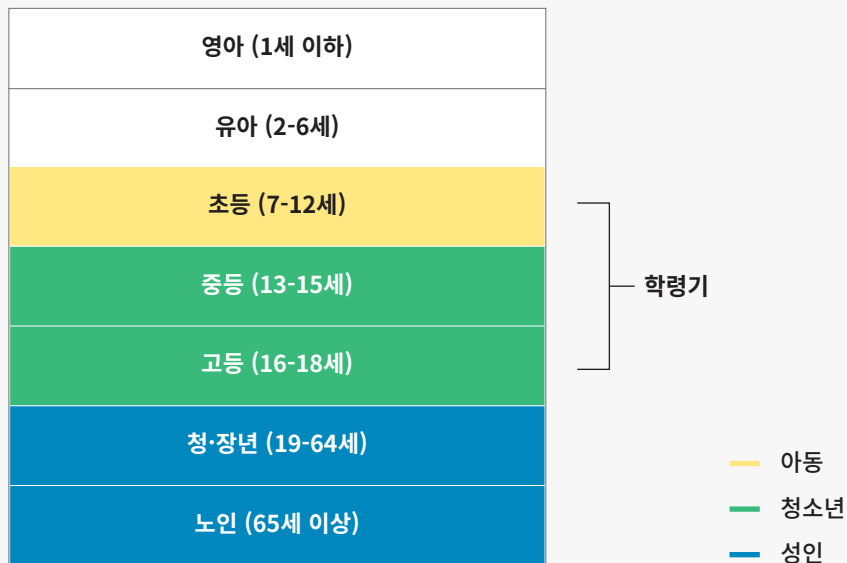 영아 (1세 이하)
유아 (2-6세)
초등 (7-12세)
중등 (13-15세)
고등 (16-18세)
청·장년 (19-64세)
노인 (65세 이상)
학령기
아동
청소년
성인